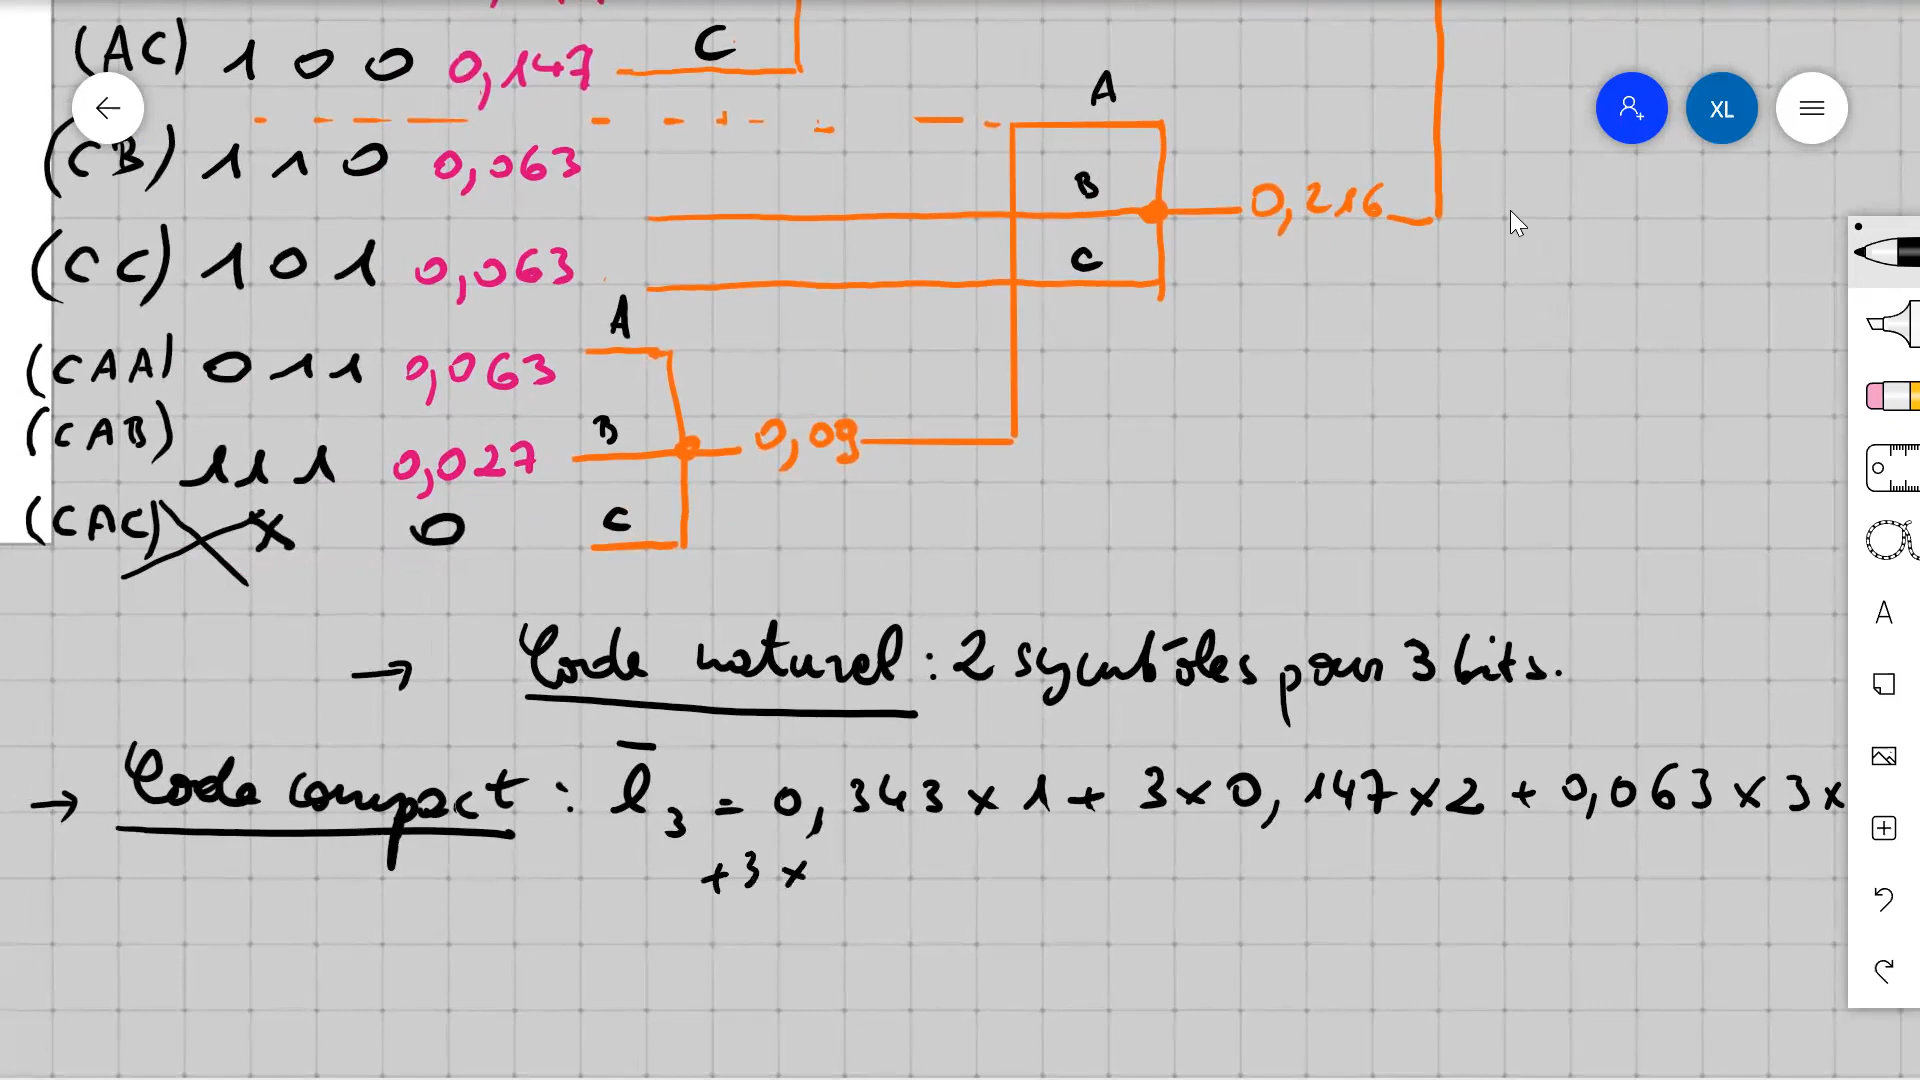 (AC) 1 0 0 0,147 C
A
(CB) 1 1 0 0,063
B 0,216
(CC) 1 0 1 0,063 C
A
(CAA) 0 1 1 0,063
(CAB) 1 1 1 0,027 B 0,09
(CAC) x 0 C
→ Code naturel : 2 symboles pour 3 bits.
→ Code compact : l̅3 = 0,343 x 1 + 3 x 0,147 x 2 + 0,063 x 3 x
+ 3 x
XL
A